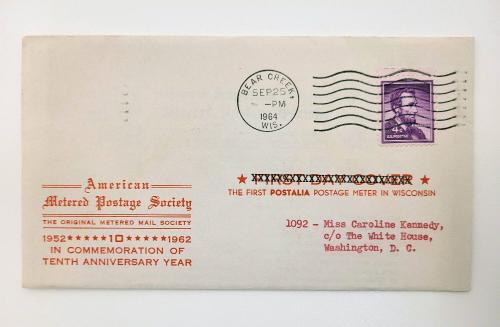 BEAR CREEK,
SEP 25
-PM
1964
WIS.
4¢
U.S. POSTAGE
★ FIRST DAY COVER ★
THE FIRST POSTALIA POSTAGE METER IN WISCONSIN
American
Metered Postage Society
THE ORIGINAL METERED MAIL SOCIETY
1952 ★★★★★ 10 ★★★★★ 1962
IN COMMEMORATION OF
TENTH ANNIVERSARY YEAR
1092 - Miss Caroline Kennedy,
c/o The White House,
Washington, D. C.